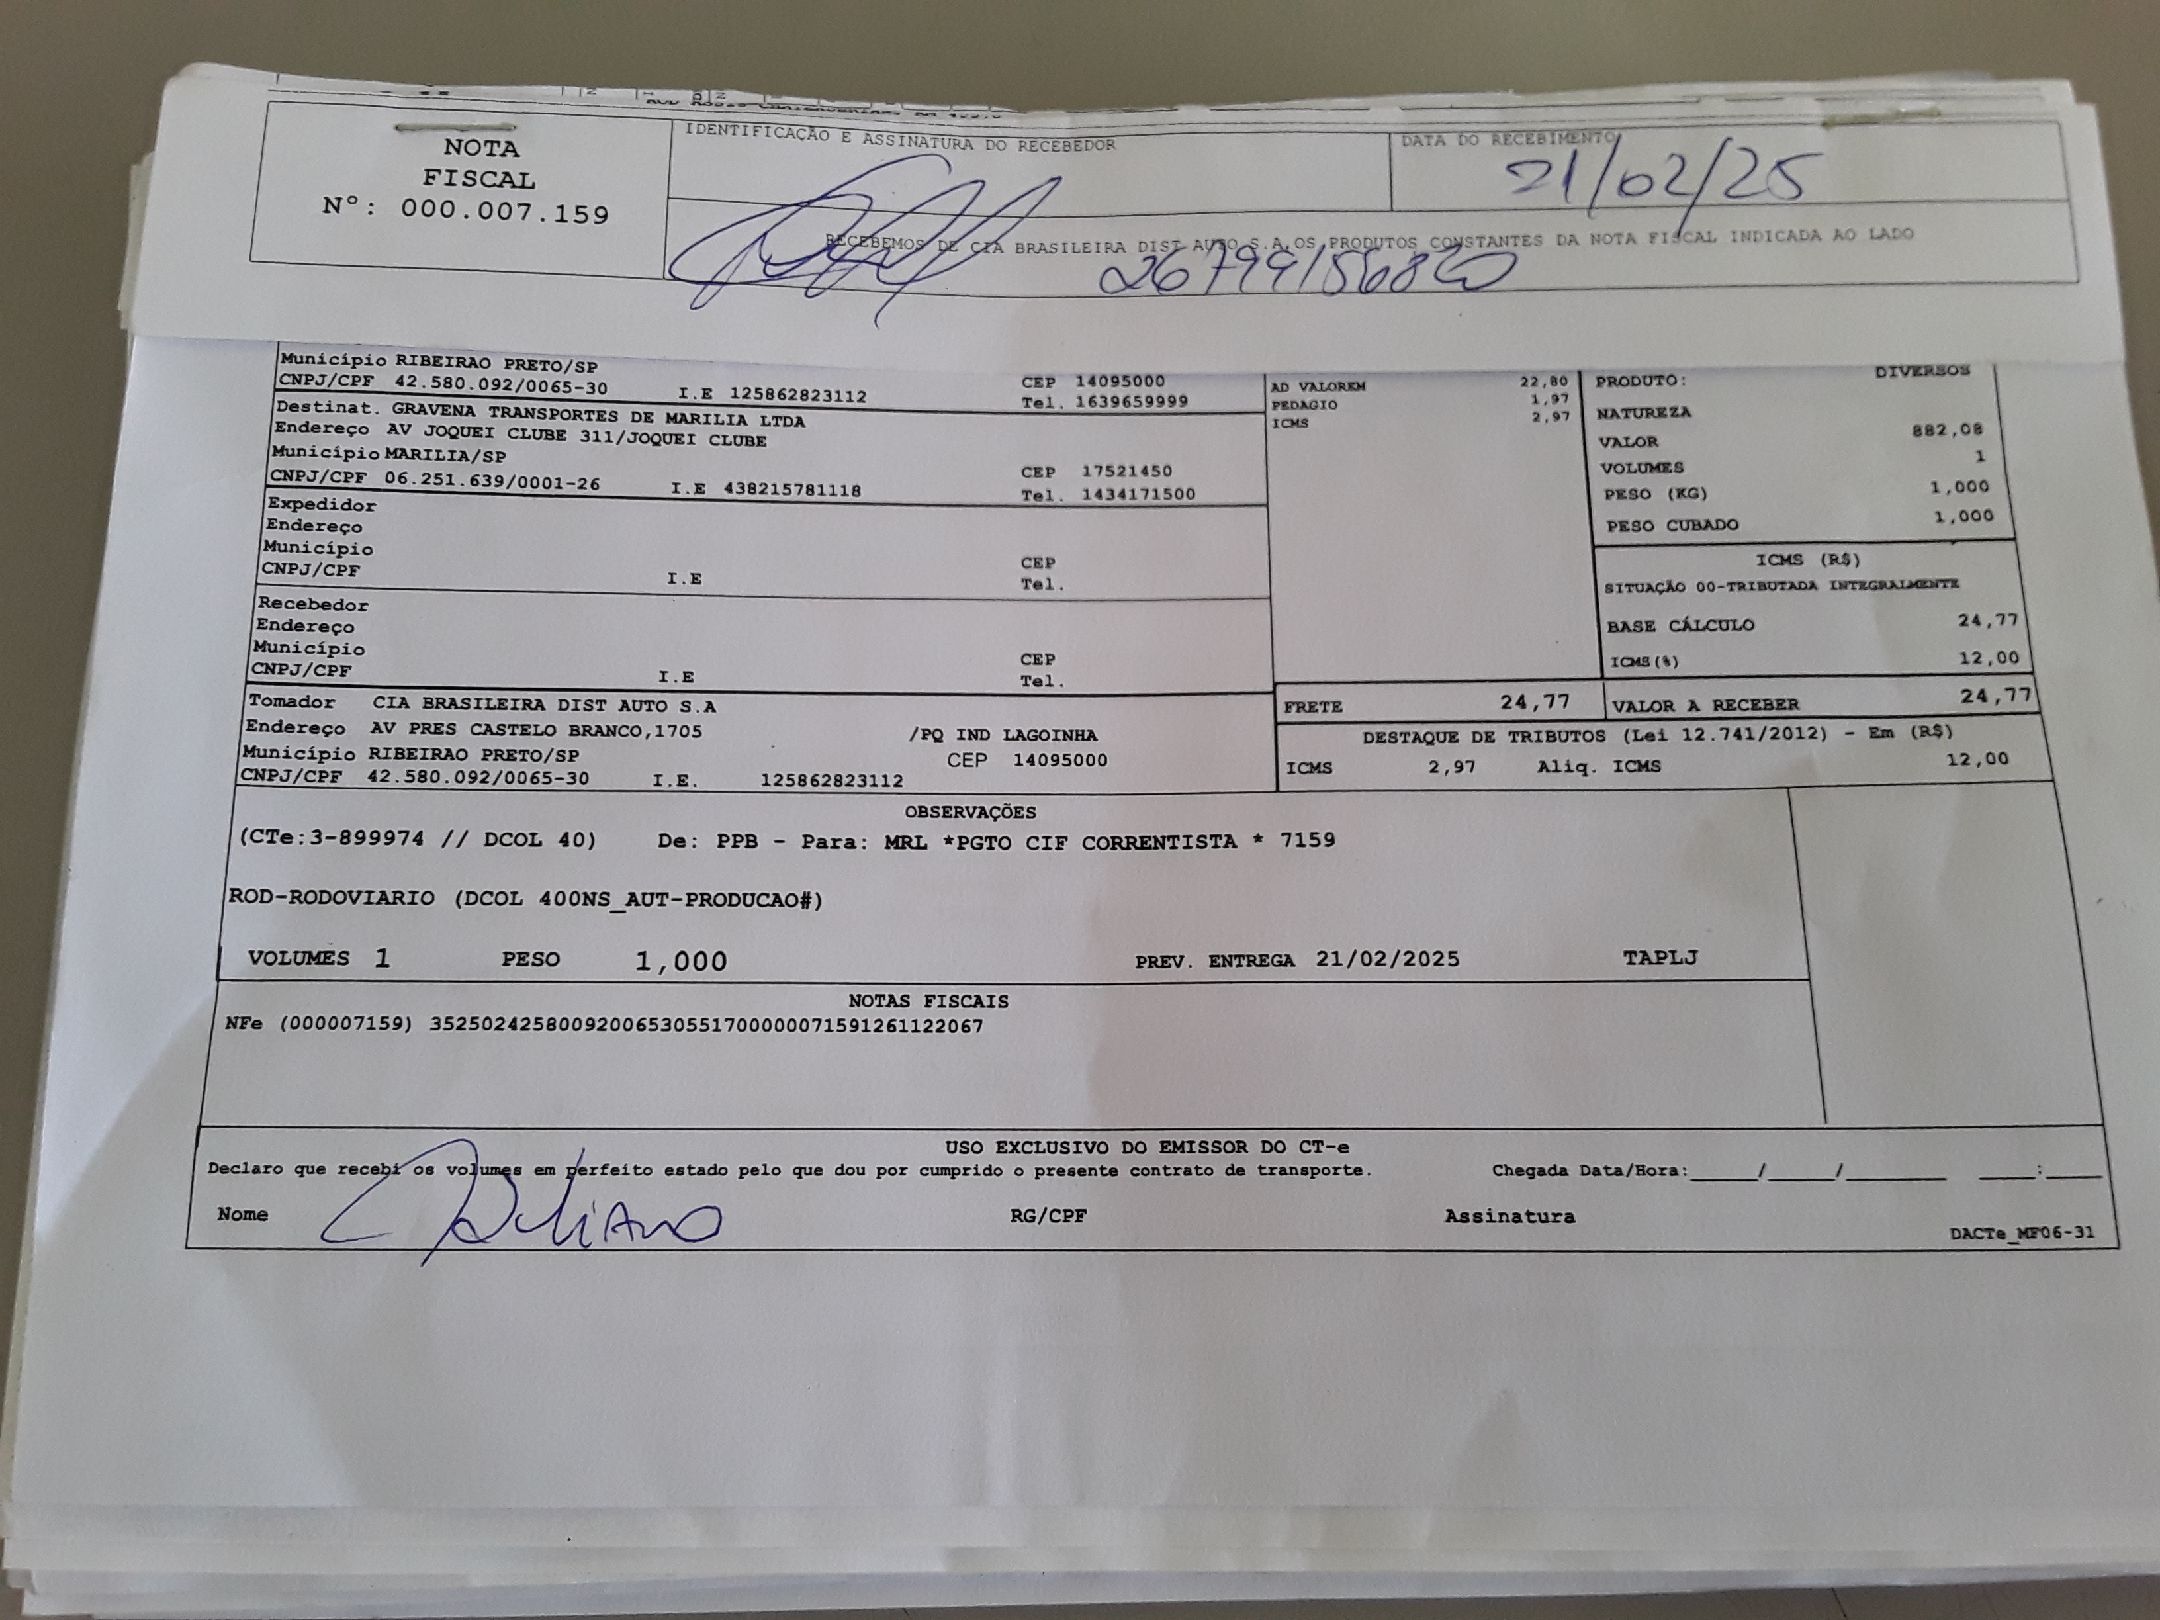 NOTA
FISCAL
Nº: 000.007.159
IDENTIFICAÇÃO E ASSINATURA DO RECEBEDOR
DATA DO RECEBIMENTO
21/02/25
RECEBEMOS DE CIA BRASILEIRA DIST AUTO S.A,OS PRODUTOS CONSTANTES DA NOTA FISCAL INDICADA AO LADO
Município RIBEIRAO PRETO/SP
CNPJ/CPF 42.580.092/0065-30 I.E 125862823112
CEP 14095000
Tel. 1639659999
Destinat. GRAVENA TRANSPORTES DE MARILIA LTDA
Endereço AV JOQUEI CLUBE 311/JOQUEI CLUBE
Município MARILIA/SP
CNPJ/CPF 06.251.639/0001-26 I.E 438215781118
CEP 17521450
Tel. 1434171500
Expedidor
Endereço
Município
CNPJ/CPF I.E
CEP
Tel.
Recebedor
Endereço
Município
CNPJ/CPF I.E
CEP
Tel.
Tomador CIA BRASILEIRA DIST AUTO S.A
Endereço AV PRES CASTELO BRANCO,1705 /PQ IND LAGOINHA
Município RIBEIRAO PRETO/SP CEP 14095000
CNPJ/CPF 42.580.092/0065-30 I.E. 125862823112
AD VALOREM 22,80
PEDAGIO 1,97
ICMS 2,97
PRODUTO: DIVERSOS
NATUREZA
VALOR 882,08
VOLUMES 1
PESO (KG) 1,000
PESO CUBADO 1,000
ICMS (R$)
SITUAÇÃO 00-TRIBUTADA INTEGRALMENTE
BASE CÁLCULO 24,77
ICMS(%) 12,00
FRETE 24,77 VALOR A RECEBER 24,77
DESTAQUE DE TRIBUTOS (Lei 12.741/2012) - Em (R$)
ICMS 2,97 Aliq. ICMS 12,00
OBSERVAÇÕES
(CTe:3-899974 // DCOL 40) De: PPB - Para: MRL *PGTO CIF CORRENTISTA * 7159
ROD-RODOVIARIO (DCOL 400NS_AUT-PRODUCAO#)
VOLUMES 1 PESO 1,000 PREV. ENTREGA 21/02/2025 TAPLJ
NOTAS FISCAIS
NFe (000007159) 35250242580092006530551700000071591261122067
USO EXCLUSIVO DO EMISSOR DO CT-e
Declaro que recebi os volumes em perfeito estado pelo que dou por cumprido o presente contrato de transporte. Chegada Data/Hora:_____/_____/________ ____:____
Nome RG/CPF Assinatura
DACTe_MF06-31